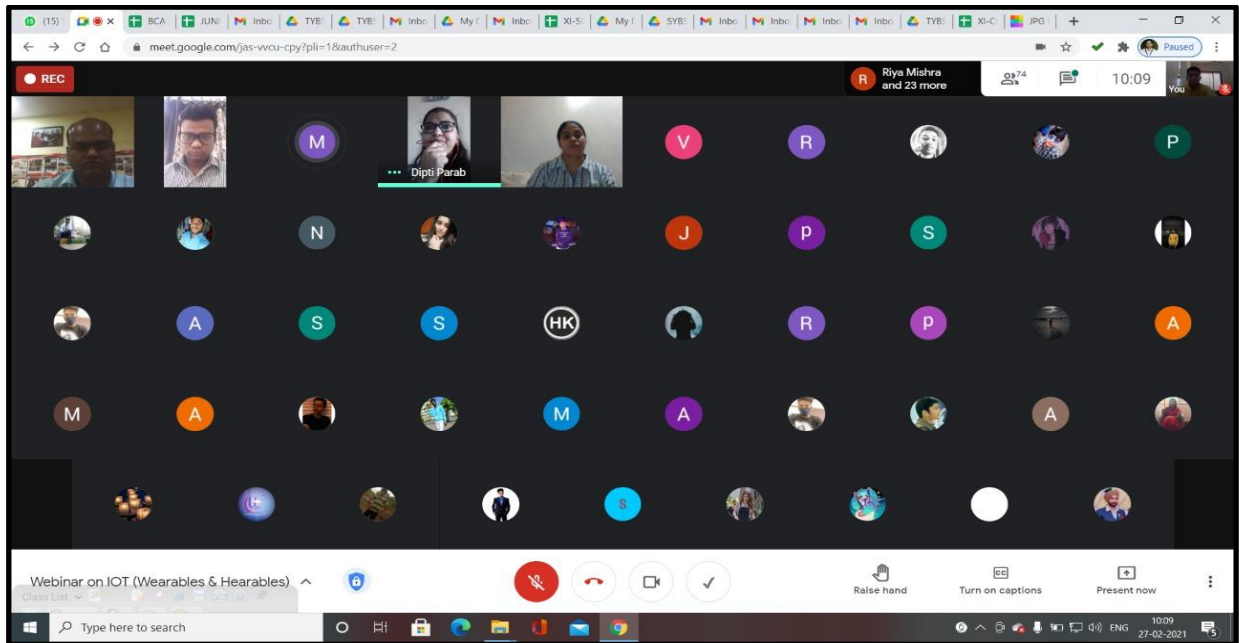 (15)
BCA
JUNI
Inbo
TYBS
TYBS
Inbo
My D
Inbo
XI-S
My D
SYBS
Inbo
Inbo
Inbo
Inbo
TYBS
XI-C
JPG
meet.google.com/jas-vvcu-cpy?pli=1&authuser=2
Paused
REC
R
Riya Mishra
and 23 more
74
10:09
You
M
Dipti Parab
V
R
P
N
J
p
S
A
S
S
HK
R
p
A
M
A
M
A
A
S
Webinar on IOT (Wearables & Hearables)
Class List
CC
Raise hand
Turn on captions
Present now
Type here to search
ENG
10:09
27-02-2021
5